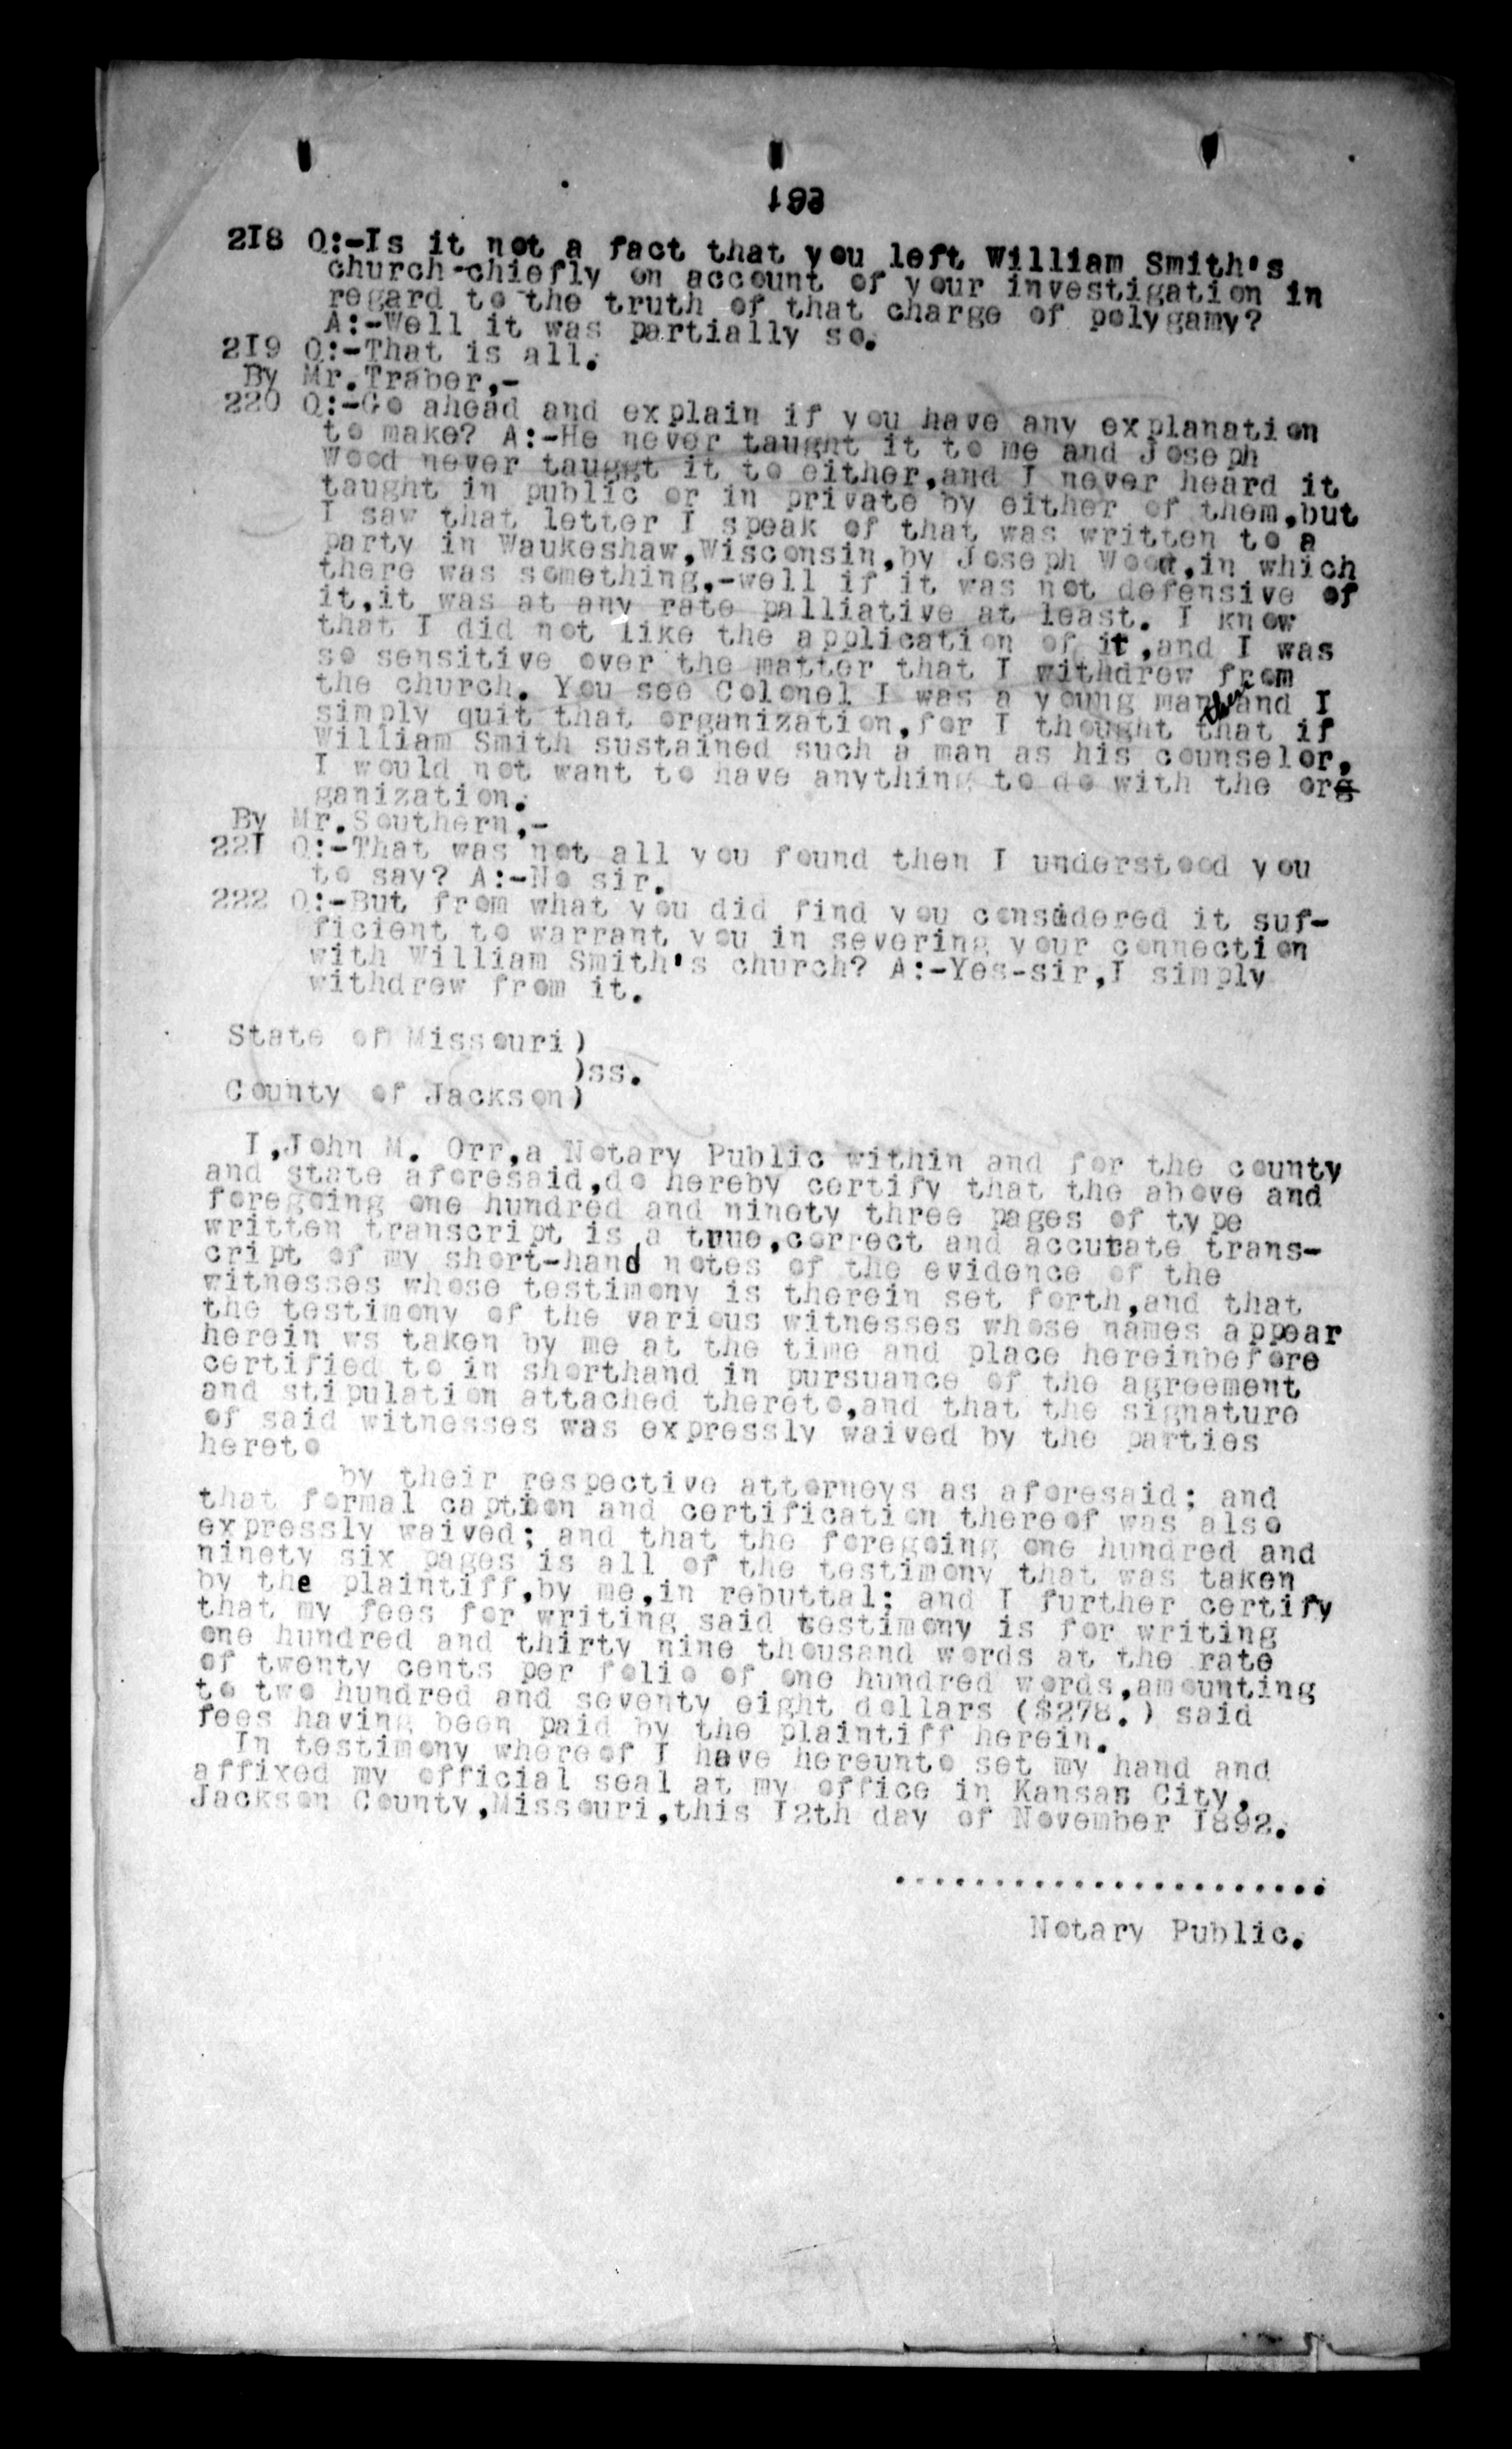 193
218 Q:-Is it not a fact that you left William Smith's
church-chiefly on account of your investigation in
regard to the truth of that charge of polygamy?
A:-Well it was partially so.
219 Q:-That is all.
By Mr.Traber,-
220 Q:-Go ahead and explain if you have any explanation
to make? A:-He never taught it to me and Joseph
Wood never tauggt it to either,and I never heard it
taught in public or in private by either of them,but
I saw that letter I speak of that was written to a
party in Waukeshaw,Wisconsin,by Joseph Wood,in which
there was something,-well if it was not defensive of
it,it was at any rate palliative at least. I know
that I did not like the application of it,and I was
so sensitive over the matter that I withdrew from
the church. You see Colonel I was a young man then and I
simply quit that organization,for I thought that if
William Smith sustained such a man as his counselor,
I would not want to have anything to do with the org
ganization.
By Mr.Southern,-
221 Q:-That was not all you found then I understood you
to say? A:-No sir.
222 Q:-But from what you did find you considered it suf-
ficient to warrant you in severing your connection
with William Smith's church? A:-Yes-sir,I simply
withdrew from it.
State of Missouri)
)ss.
County of Jackson)
I,John M. Orr,a Notary Public within and for the county
and state aforesaid,do hereby certify that the above and
foregoing one hundred and ninety three pages of type
written transcript is a true,correct and accurate trans-
cript of my short-hand notes of the evidence of the
witnesses whose testimony is therein set forth,and that
the testimony of the various witnesses whose names appear
herein ws taken by me at the time and place hereinbefore
certified to in shorthand in pursuance of the agreement
and stipulation attached thereto,and that the signature
of said witnesses was expressly waived by the parties
hereto
by their respective attorneys as aforesaid; and
that formal caption and certification thereof was also
expressly waived; and that the foregoing one hundred and
ninety six pages is all of the testimony that was taken
by the plaintiff,by me,in rebuttal; and I further certify
that my fees for writing said testimony is for writing
one hundred and thirty nine thousand words at the rate
of twenty cents per folio of one hundred words,amounting
to two hundred and seventy eight dollars ($278.) said
fees having been paid by the plaintiff herein.
In testimony whereof I have hereunto set my hand and
affixed my official seal at my office in Kansas City,
Jackson County,Missouri,this 12th day of November 1892.
......................
Notary Public.